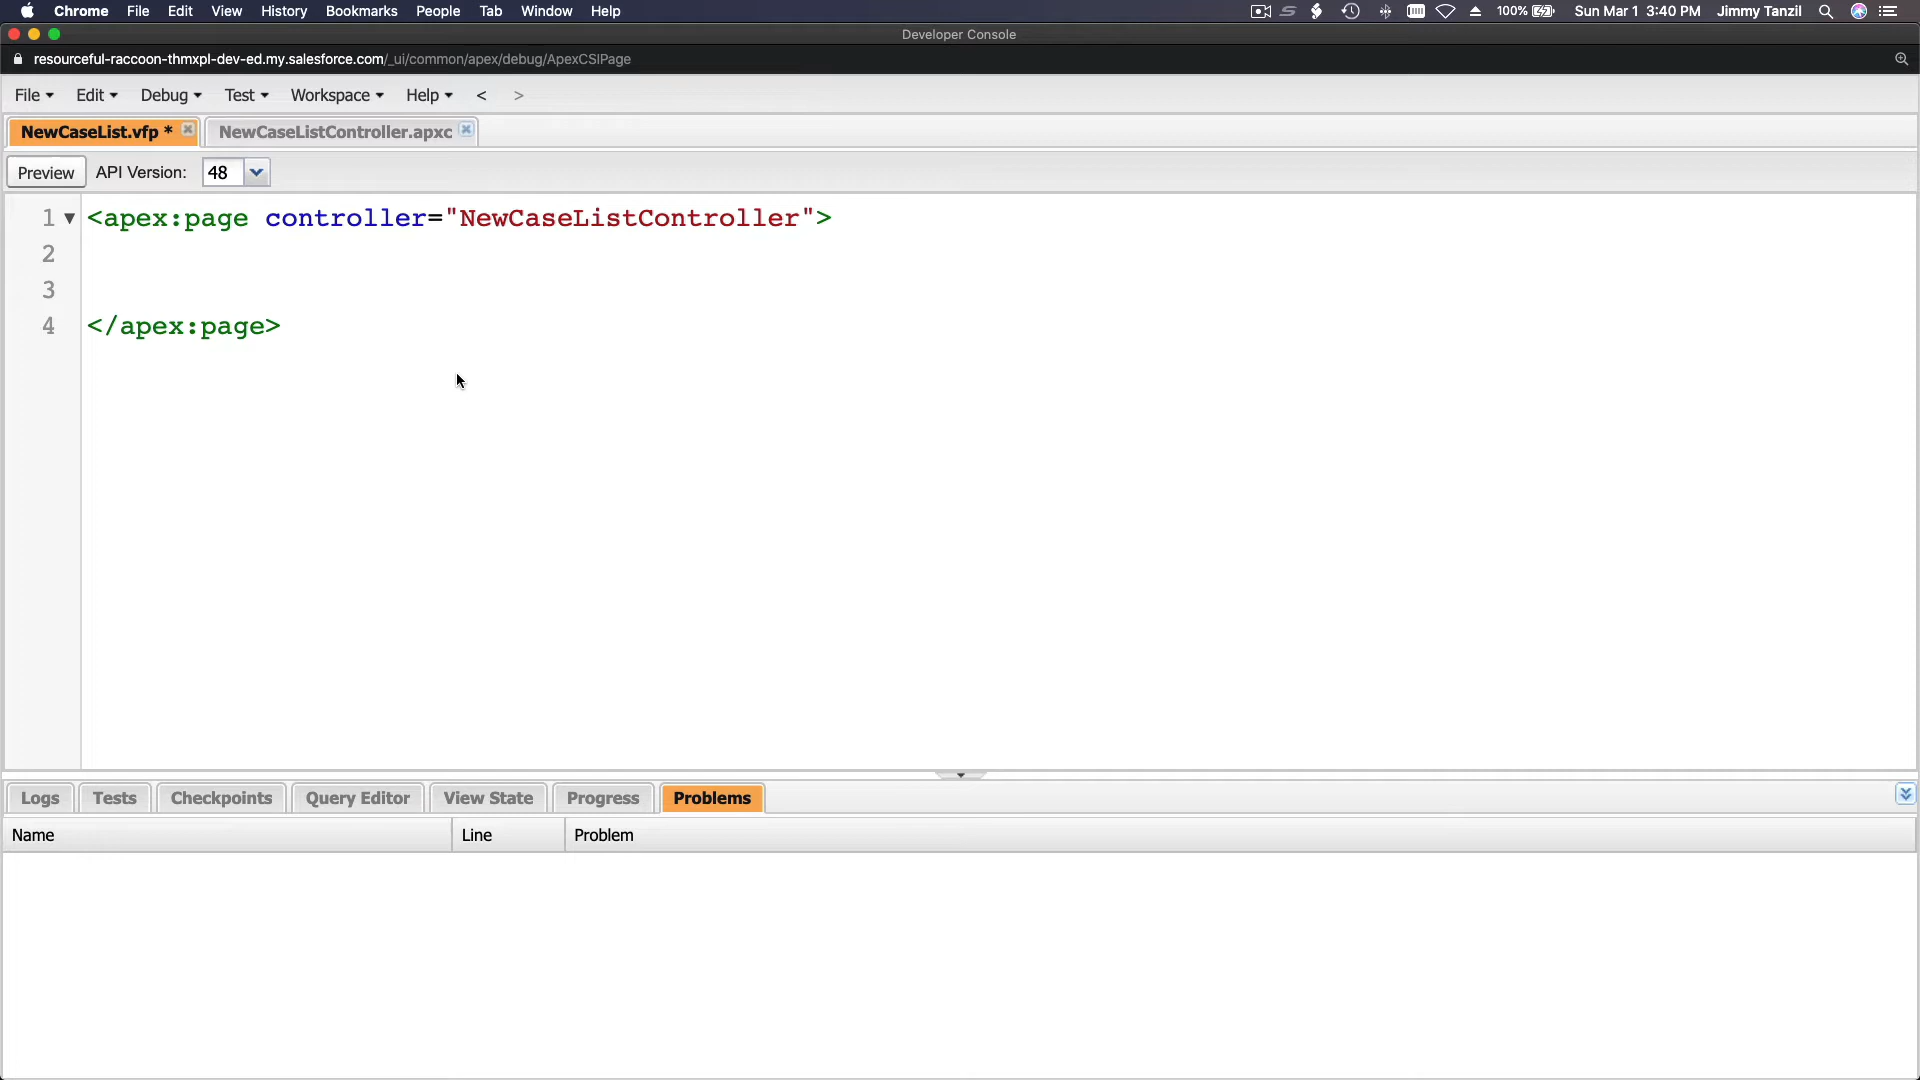 Chrome File Edit View History Bookmarks People Tab Window Help 100% Sun Mar 1 3:40 PM Jimmy Tanzil
Developer Console
resourceful-raccoon-thmxpl-dev-ed.my.salesforce.com/_ui/common/apex/debug/ApexCSIPage
File Edit Debug Test Workspace Help < >
NewCaseList.vfp * NewCaseListController.apxc
Preview API Version: 48
1 <apex:page controller="NewCaseListController">
2
3
4 </apex:page>
Logs Tests Checkpoints Query Editor View State Progress Problems
Name Line Problem